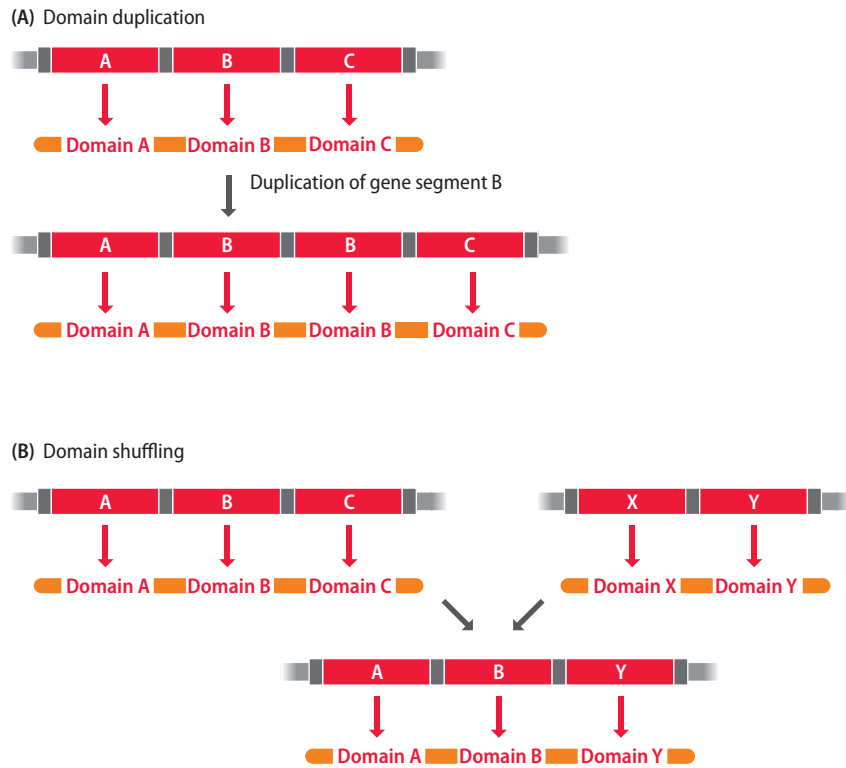 (A) Domain duplication
A B C
Domain A Domain B Domain C
Duplication of gene segment B
A B B C
Domain A Domain B Domain B Domain C
(B) Domain shuffling
A B C X Y
Domain A Domain B Domain C Domain X Domain Y
A B Y
Domain A Domain B Domain Y